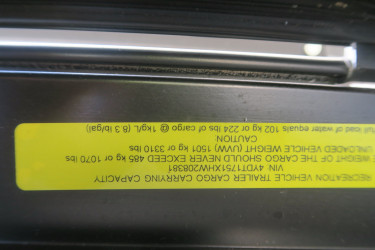 RECREATION VEHICLE TRAILER CARGO CARRYING CAPACITY
VIN: 4YDT1751XHW208381
WEIGHT OF THE CARGO SHOULD NEVER EXCEED 485 kg or 1070 lbs
CAUTION:
UNLOADED VEHICLE WEIGHT (UVW) 1501 kg or 3310 lbs
full load of water equals 102 kg or 224 lbs of cargo @ 1kg/L (8.3 lb/gal)